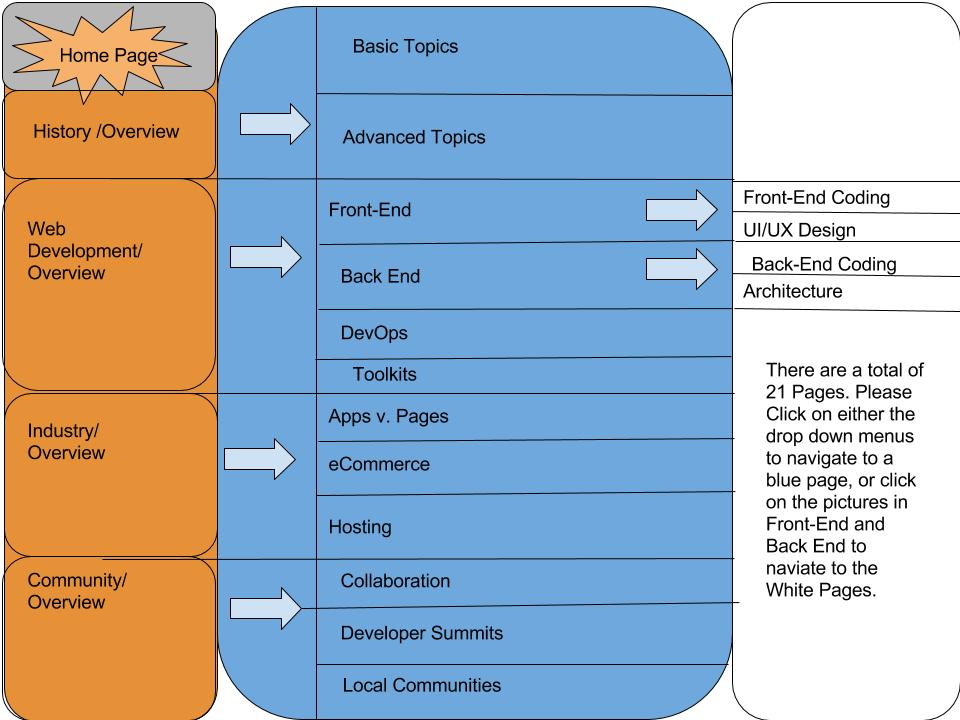 Home Page
History /Overview
Basic Topics
Advanced Topics
Web
Development/
Overview
Front-End
Back End
DevOps
Toolkits
Front-End Coding
UI/UX Design
Back-End Coding
Architecture
Industry/
Overview
Apps v. Pages
eCommerce
Hosting
Community/
Overview
Collaboration
Developer Summits
Local Communities
There are a total of
21 Pages. Please
Click on either the
drop down menus
to navigate to a
blue page, or click
on the pictures in
Front-End and
Back End to
naviate to the
White Pages.